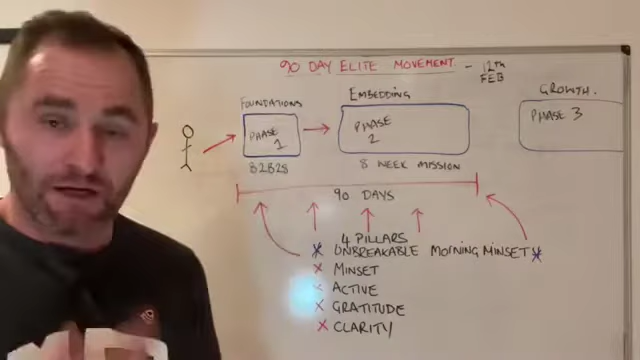 90 DAY ELITE MOVEMENT - 12TH FEB
FOUNDATIONS
EMBEDDING
GROWTH.
PHASE 1
PHASE 2
PHASE 3
B2B2S
8 WEEK MISSION
90 DAYS
4 PILLARS
UNBREAKABLE MORNING MINSET
MINSET
ACTIVE
GRATITUDE
CLARITY